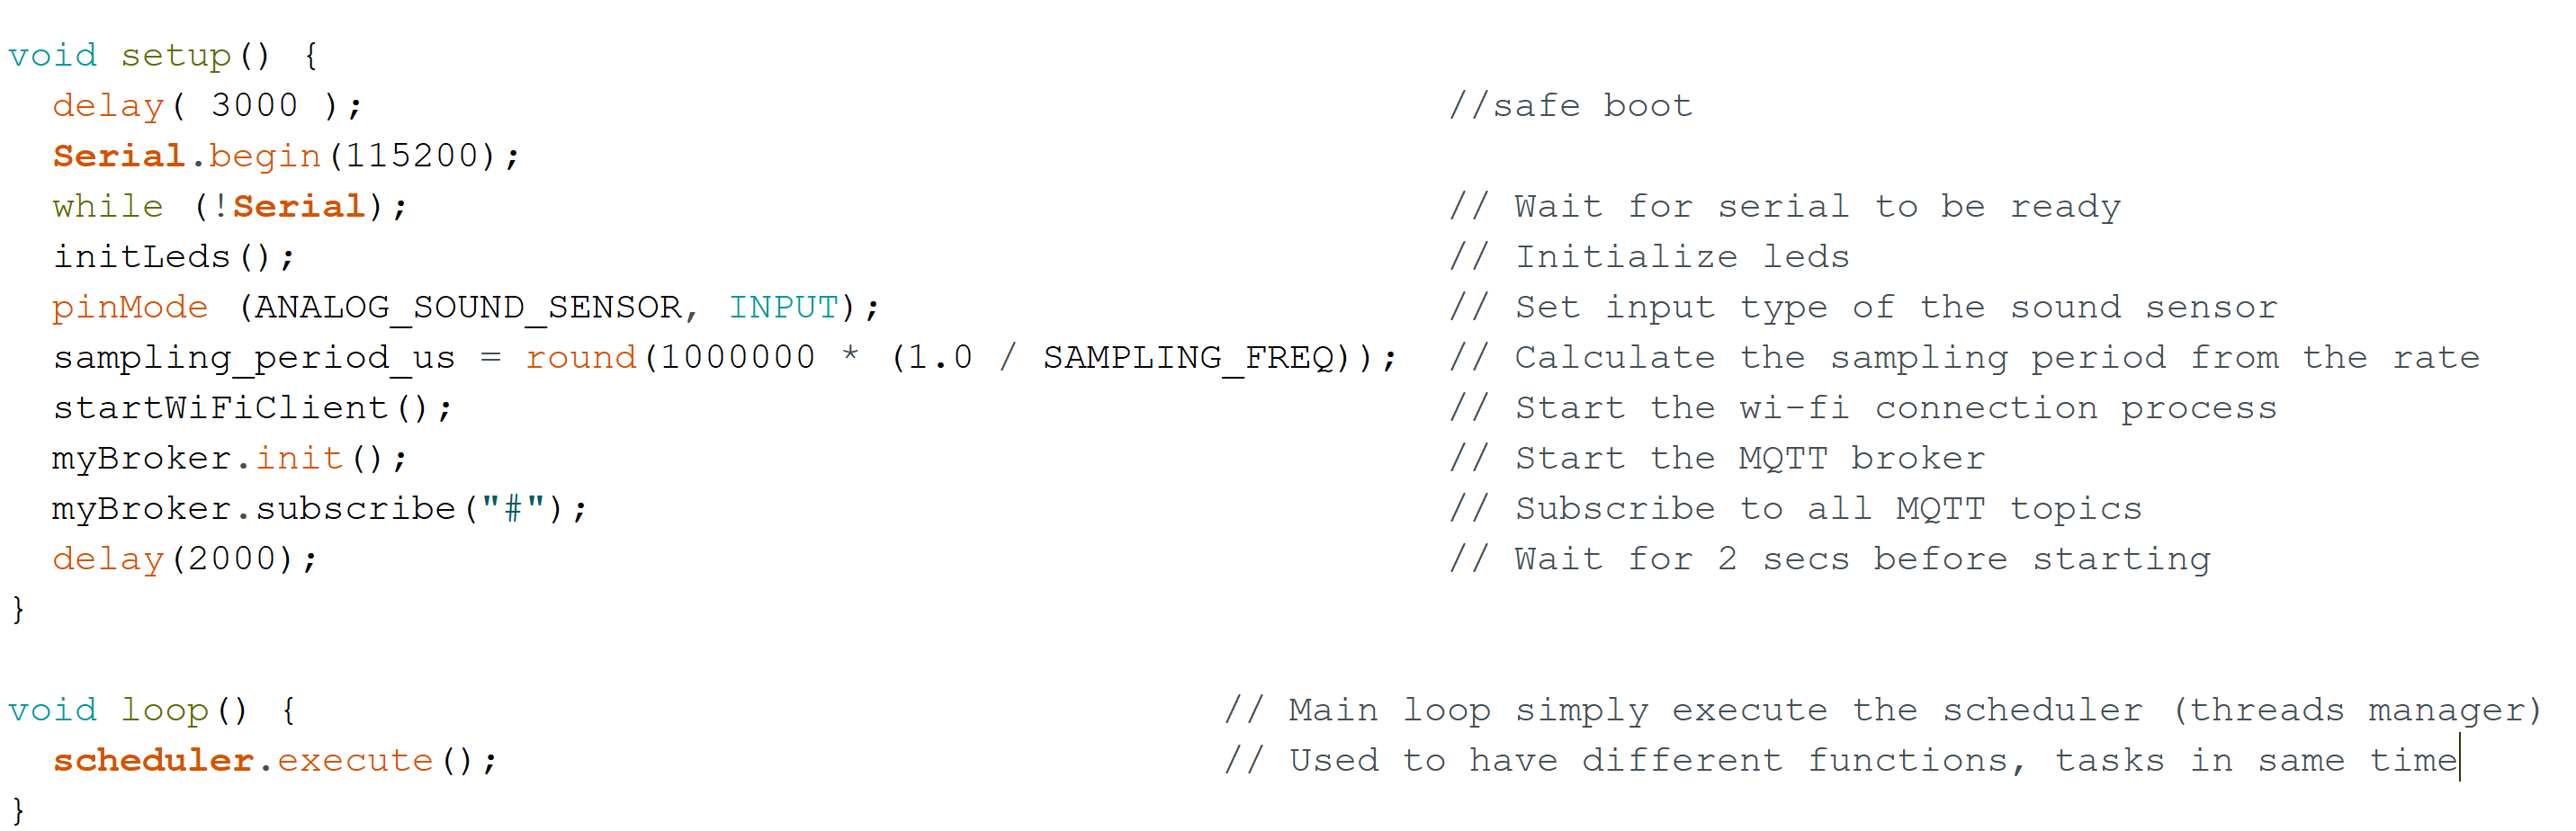 void setup() {
  delay( 3000 );                                                //safe boot
  Serial.begin(115200);
  while (!Serial);                                              // Wait for serial to be ready
  initLeds();                                                   // Initialize leds
  pinMode (ANALOG_SOUND_SENSOR, INPUT);                         // Set input type of the sound sensor
  sampling_period_us = round(1000000 * (1.0 / SAMPLING_FREQ));  // Calculate the sampling period from the rate
  startWiFiClient();                                            // Start the wi-fi connection process
  myBroker.init();                                              // Start the MQTT broker
  myBroker.subscribe("#");                                      // Subscribe to all MQTT topics
  delay(2000);                                                  // Wait for 2 secs before starting
}

void loop() {                                         // Main loop simply execute the scheduler (threads manager)
  scheduler.execute();                                // Used to have different functions, tasks in same time
}